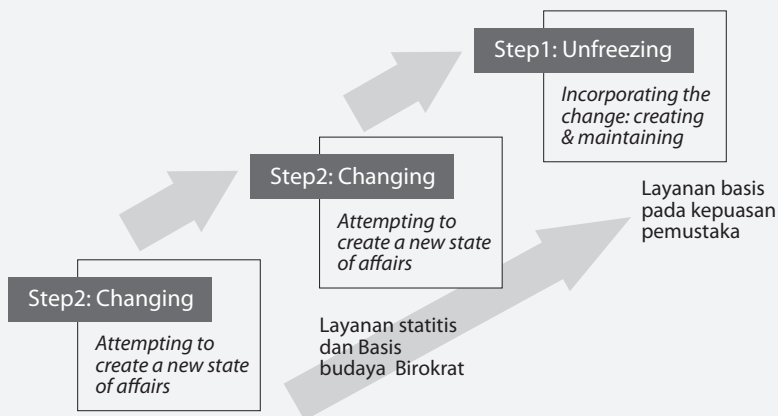 Step1: Unfreezing
Incorporating the
change: creating
& maintaining
Step2: Changing
Attempting to
create a new state
of affairs
Layanan basis
pada kepuasan
pemustaka
Step2: Changing
Attempting to
create a new state
of affairs
Layanan statitis
dan Basis
budaya Birokrat